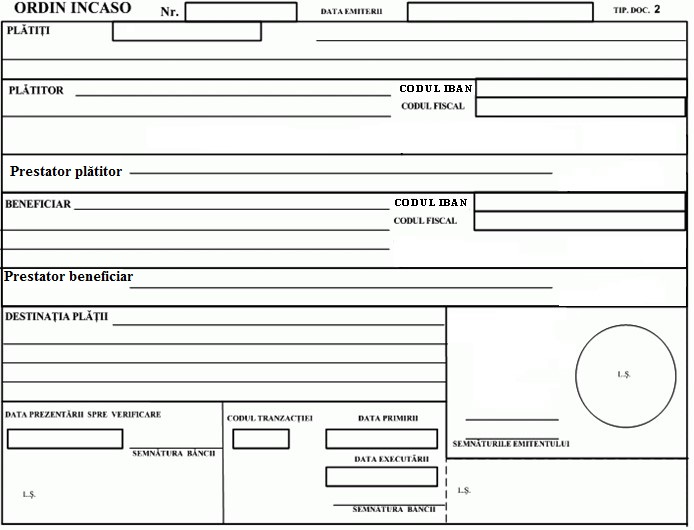 ORDIN INCASO Nr. DATA EMITERII TIP. DOC. 2
PLĂTIȚI
PLĂTITOR CODUL IBAN
CODUL FISCAL
Prestator plătitor
BENEFICIAR CODUL IBAN
CODUL FISCAL
Prestator beneficiar
DESTINAȚIA PLĂȚII
L.Ș.
DATA PREZENTĂRII SPRE VERIFICARE CODUL TRANZACȚIEI DATA PRIMIRII
SEMNĂTURILE EMITENTULUI
SEMNĂTURA BĂNCII
DATA EXECUTĂRII
L.Ș. L.Ș.
SEMNATURA BĂNCII